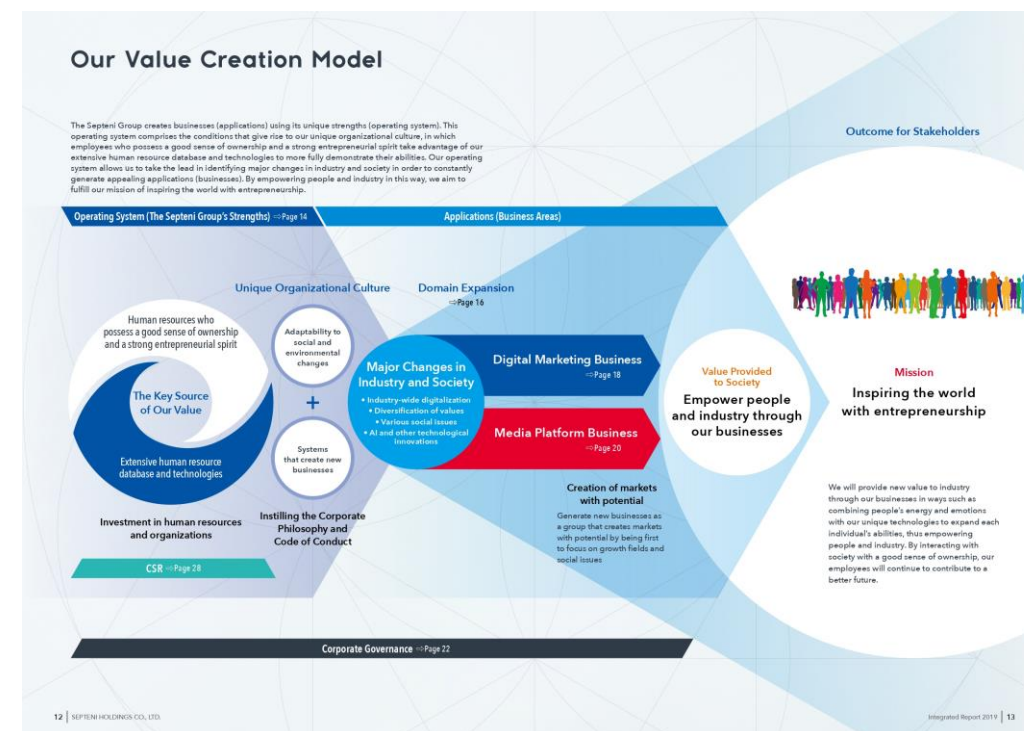 Our Value Creation Model
The Septeni Group creates businesses (applications) using its unique strengths (operating system). This
operating system comprises the conditions that give rise to our unique organizational culture, in which
employees who possess a good sense of ownership and a strong entrepreneurial spirit take advantage of our
extensive human resource database and technologies to more fully demonstrate their abilities. Our operating
system allows us to take the lead in identifying major changes in industry and society in order to constantly
generate appealing applications (businesses). By empowering people and industry in this way, we aim to
fulfill our mission of inspiring the world with entrepreneurship.
Operating System (The Septeni Group's Strengths) ⇨Page 14
Applications (Business Areas)
Outcome for Stakeholders
Unique Organizational Culture
Domain Expansion
⇨Page 16
Human resources who
possess a good sense of ownership
and a strong entrepreneurial spirit
The Key Source
of Our Value
Extensive human resource
database and technologies
Investment in human resources
and organizations
CSR ⇨Page 28
Adaptability to
social and
environmental
changes
+
Systems
that create new
businesses
Instilling the Corporate
Philosophy and
Code of Conduct
Major Changes in
Industry and Society
• Industry-wide digitalization
• Diversification of values
• Various social issues
• AI and other technological
innovations
Digital Marketing Business
⇨Page 18
Media Platform Business
⇨Page 20
Creation of markets
with potential
Generate new businesses as
a group that creates markets
with potential by being first
to focus on growth fields and
social issues
Value Provided
to Society
Empower people
and industry through
our businesses
Mission
Inspiring the world
with entrepreneurship
We will provide new value to industry
through our businesses in ways such as
combining people's energy and emotions
with our unique technologies to expand each
individual's abilities, thus empowering
people and industry. By interacting with
society with a good sense of ownership, our
employees will continue to contribute to a
better future.
Corporate Governance ⇨Page 22
12 | SEPTENI HOLDINGS CO., LTD.
Integrated Report 2019 | 13